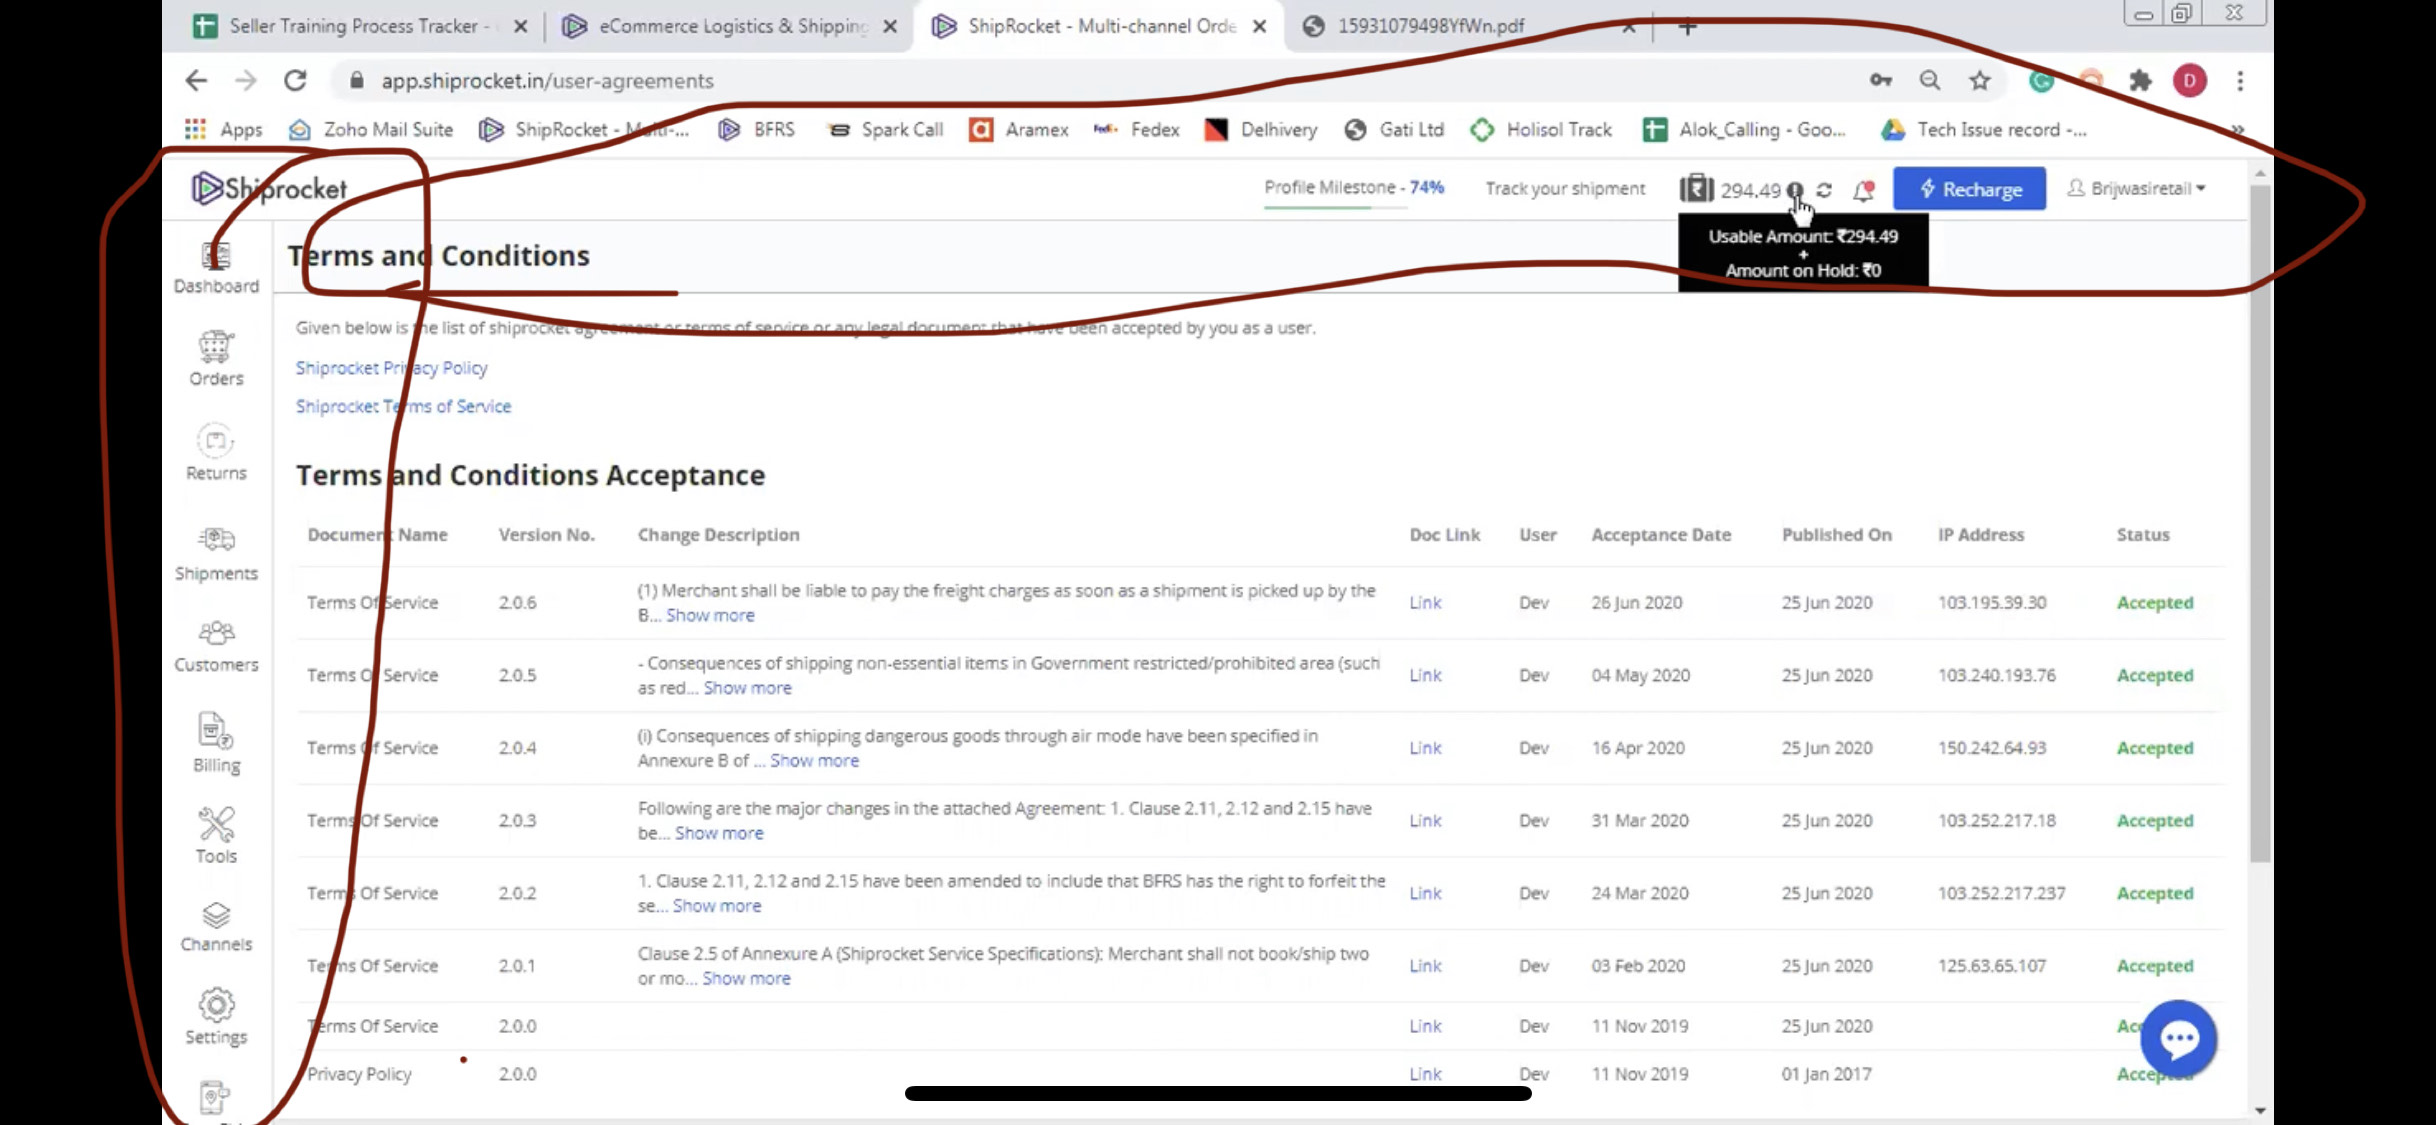 Seller Training Process Tracker -
eCommerce Logistics & Shipping
ShipRocket - Multi-channel Orde
15931079498YfWn.pdf
app.shiprocket.in/user-agreements
D
Apps
Zoho Mail Suite
ShipRocket - Multi-...
BFRS
Spark Call
Aramex
FedEx
Fedex
Delhivery
Gati Ltd
Holisol Track
Alok_Calling - Goo...
Tech Issue record -...
»
Shiprocket
Profile Milestone - 74%
Track your shipment
294.49
Recharge
Brijwasiretail
Usable Amount: ₹294.49
+
Amount on Hold: ₹0
Dashboard
Orders
Returns
Shipments
Customers
Billing
Tools
Channels
Settings
Terms and Conditions
Given below is the list of shiprocket agreement or terms of service or any legal document that have been accepted by you as a user.
Shiprocket Privacy Policy
Shiprocket Terms of Service
Terms and Conditions Acceptance
Document Name Version No. Change Description Doc Link User Acceptance Date Published On IP Address Status
Terms Of Service 2.0.6 (1) Merchant shall be liable to pay the freight charges as soon as a shipment is picked up by the Link Dev 26 Jun 2020 25 Jun 2020 103.195.39.30 Accepted
B... Show more
Terms Of Service 2.0.5 - Consequences of shipping non-essential items in Government restricted/prohibited area (such Link Dev 04 May 2020 25 Jun 2020 103.240.193.76 Accepted
as red... Show more
Terms Of Service 2.0.4 (i) Consequences of shipping dangerous goods through air mode have been specified in Link Dev 16 Apr 2020 25 Jun 2020 150.242.64.93 Accepted
Annexure B of ... Show more
Terms Of Service 2.0.3 Following are the major changes in the attached Agreement: 1. Clause 2.11, 2.12 and 2.15 have Link Dev 31 Mar 2020 25 Jun 2020 103.252.217.18 Accepted
be... Show more
Terms Of Service 2.0.2 1. Clause 2.11, 2.12 and 2.15 have been amended to include that BFRS has the right to forfeit the Link Dev 24 Mar 2020 25 Jun 2020 103.252.217.237 Accepted
se... Show more
Terms Of Service 2.0.1 Clause 2.5 of Annexure A (Shiprocket Service Specifications): Merchant shall not book/ship two Link Dev 03 Feb 2020 25 Jun 2020 125.63.65.107 Accepted
or mo... Show more
Terms Of Service 2.0.0 Link Dev 11 Nov 2019 25 Jun 2020 Acc
Privacy Policy 2.0.0 Link Dev 11 Nov 2019 01 Jan 2017 Accepted